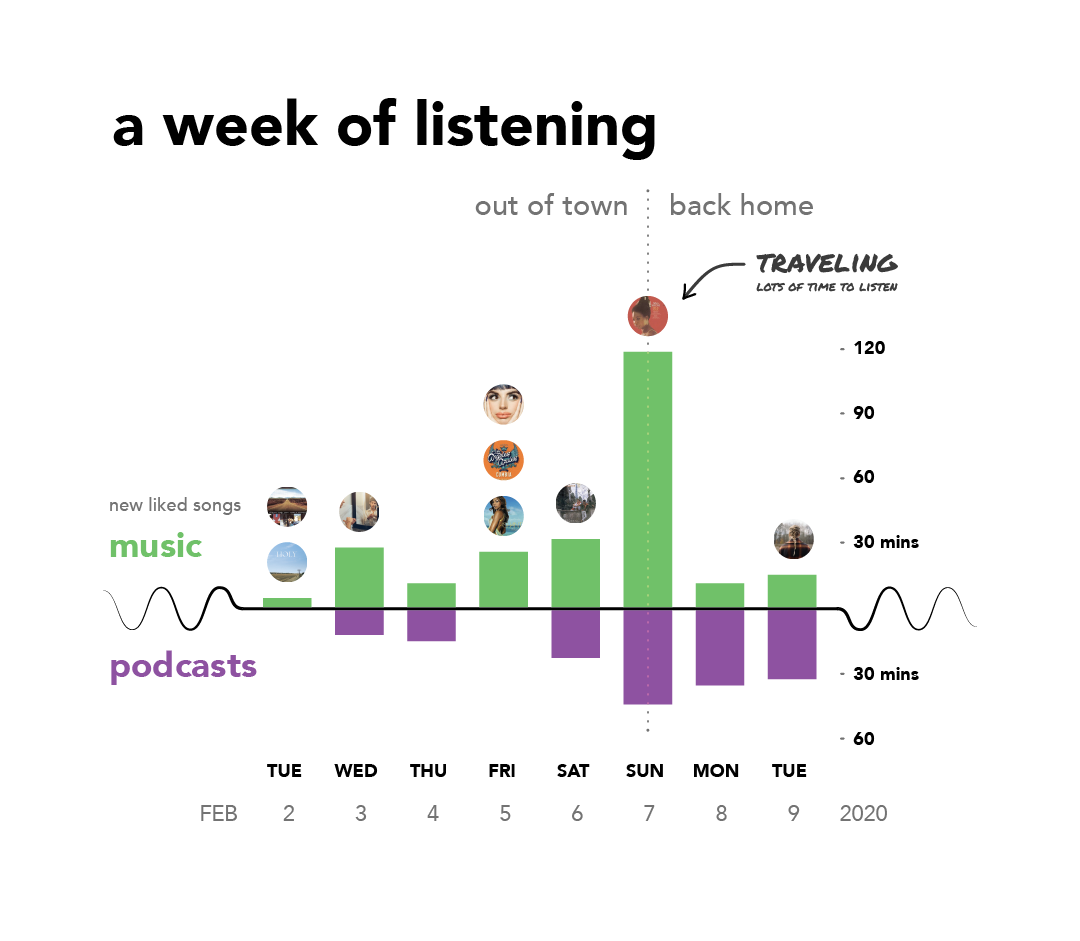 a week of listening
out of town back home
TRAVELING
LOTS OF TIME TO LISTEN
- 120
- 90
- 60
new liked songs
music
- 30 mins
podcasts
- 30 mins
- 60
TUE WED THU FRI SAT SUN MON TUE
FEB 2 3 4 5 6 7 8 9 2020